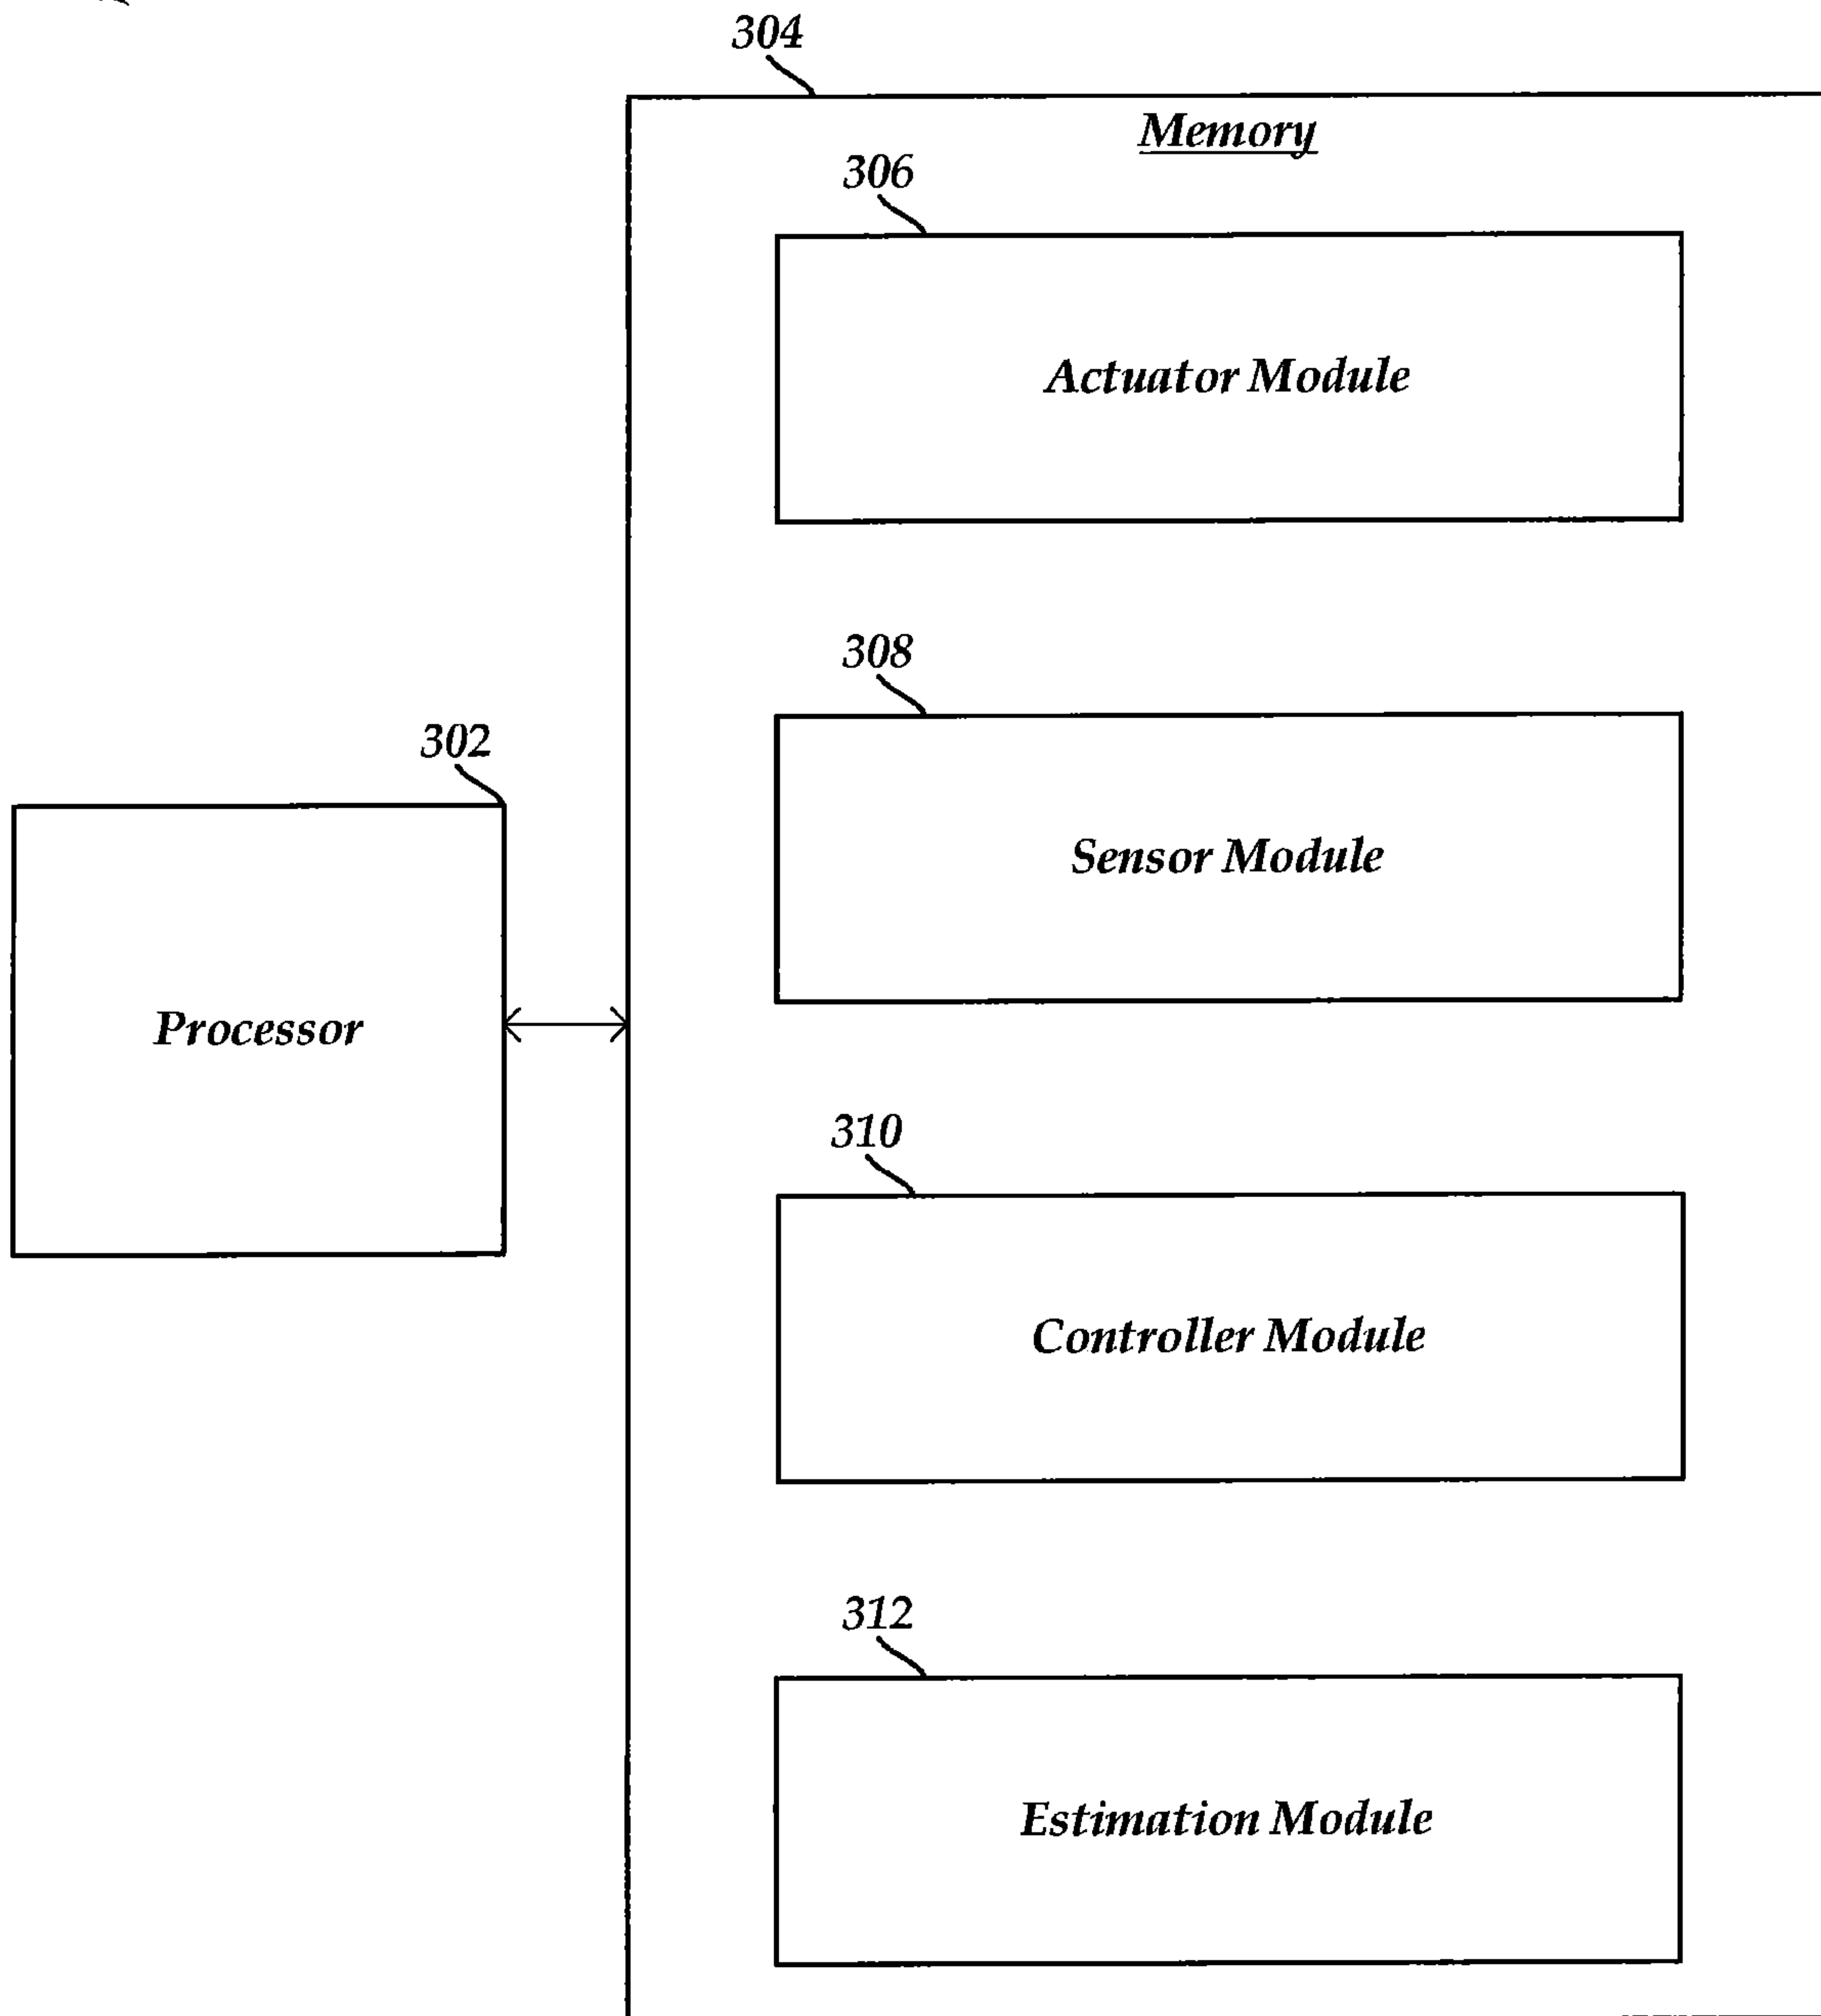 304
Memory
306
Actuator Module
308
Sensor Module
302
Processor
310
Controller Module
312
Estimation Module